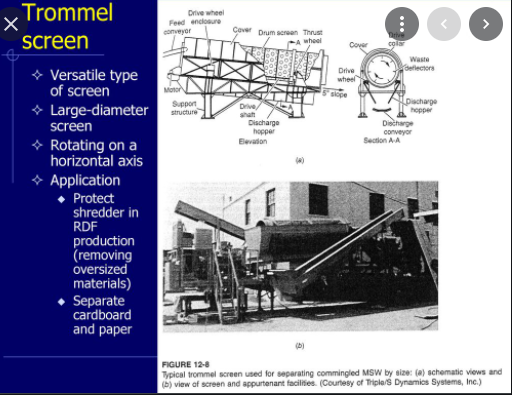 Trommel
screen
Versatile type
of screen
Large-diameter
screen
Rotating on a
horizontal axis
Application
Protect
shredder in
RDF
production
(removing
oversized
materials)
Separate
cardboard
and paper
Drive wheel
enclosure
Feed
conveyor
Cover
Drum screen
Thrust
wheel
A
Motor
Support
structure
Drive
shaft
A
5° slope
Discharge
hopper
Elevation
Cover
Drive
collar
Drive
wheel
Waste
deflectors
Discharge
hopper
Discharge
conveyor
Section A-A
(a)
(b)
FIGURE 12-8
Typical trommel screen used for separating commingled MSW by size: (a) schematic views and
(b) view of screen and appurtenant facilities. (Courtesy of Triple/S Dynamics Systems, Inc.)